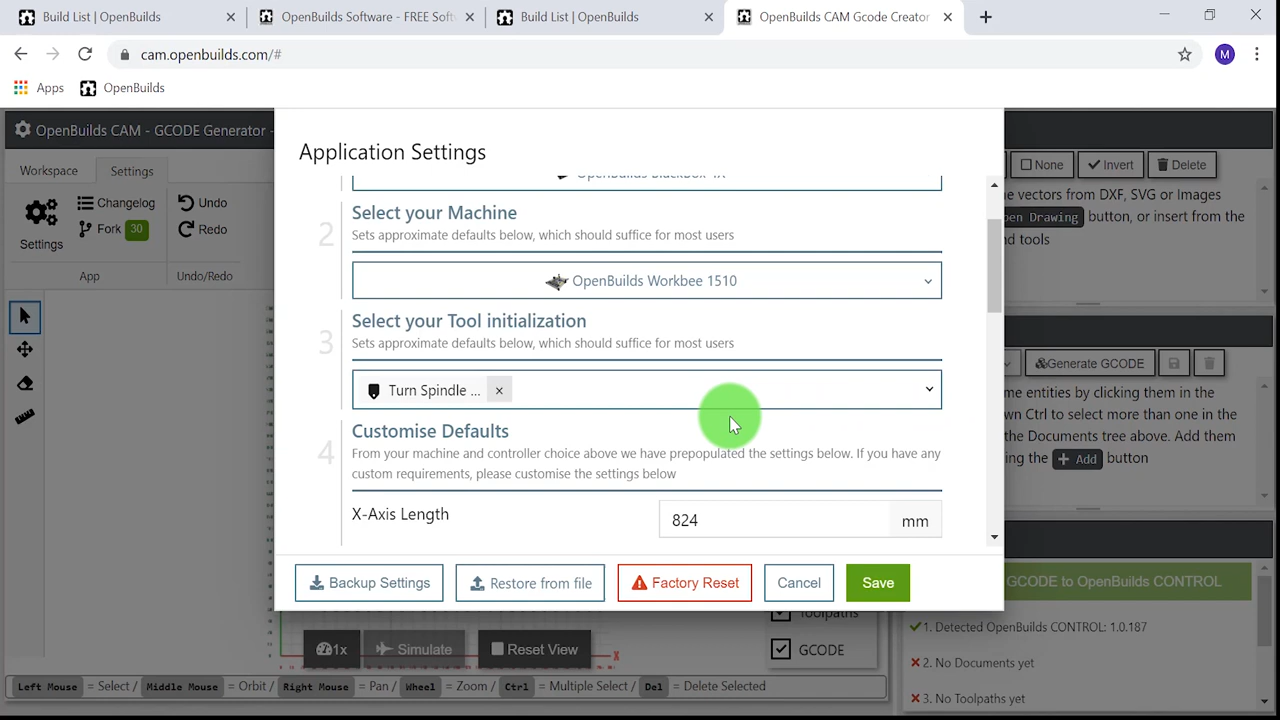 Build List | OpenBuilds
OpenBuilds Software - FREE Soft
Build List | OpenBuilds
OpenBuilds CAM Gcode Creator
cam.openbuilds.com/#
M
Apps
OpenBuilds
OpenBuilds CAM - GCODE Generator -
Workspace
Settings
Changelog
Fork 30
Settings
App
Undo
Redo
Undo/Redo
Application Settings
OpenBuilds BlackBox 4X
2
Select your Machine
Sets approximate defaults below, which should suffice for most users
OpenBuilds Workbee 1510
3
Select your Tool initialization
Sets approximate defaults below, which should suffice for most users
Turn Spindle ... ×
4
Customise Defaults
From your machine and controller choice above we have prepopulated the settings below. If you have any
custom requirements, please customise the settings below
X-Axis Length
824 mm
Backup Settings
Restore from file
Factory Reset
Cancel
Save
None
Invert
Delete
e vectors from DXF, SVG or Images
pen Drawing button, or insert from the
d tools
Generate GCODE
me entities by clicking them in the
wn Ctrl to select more than one in the
the Documents tree above. Add them
ing the + Add button
GCODE to OpenBuilds CONTROL
1. Detected OpenBuilds CONTROL: 1.0.187
2. No Documents yet
3. No Toolpaths yet
Toolpaths
GCODE
1x
Simulate
Reset View
X
Left Mouse = Select / Middle Mouse = Orbit / Right Mouse = Pan / Wheel = Zoom / Ctrl = Multiple Select / Del = Delete Selected